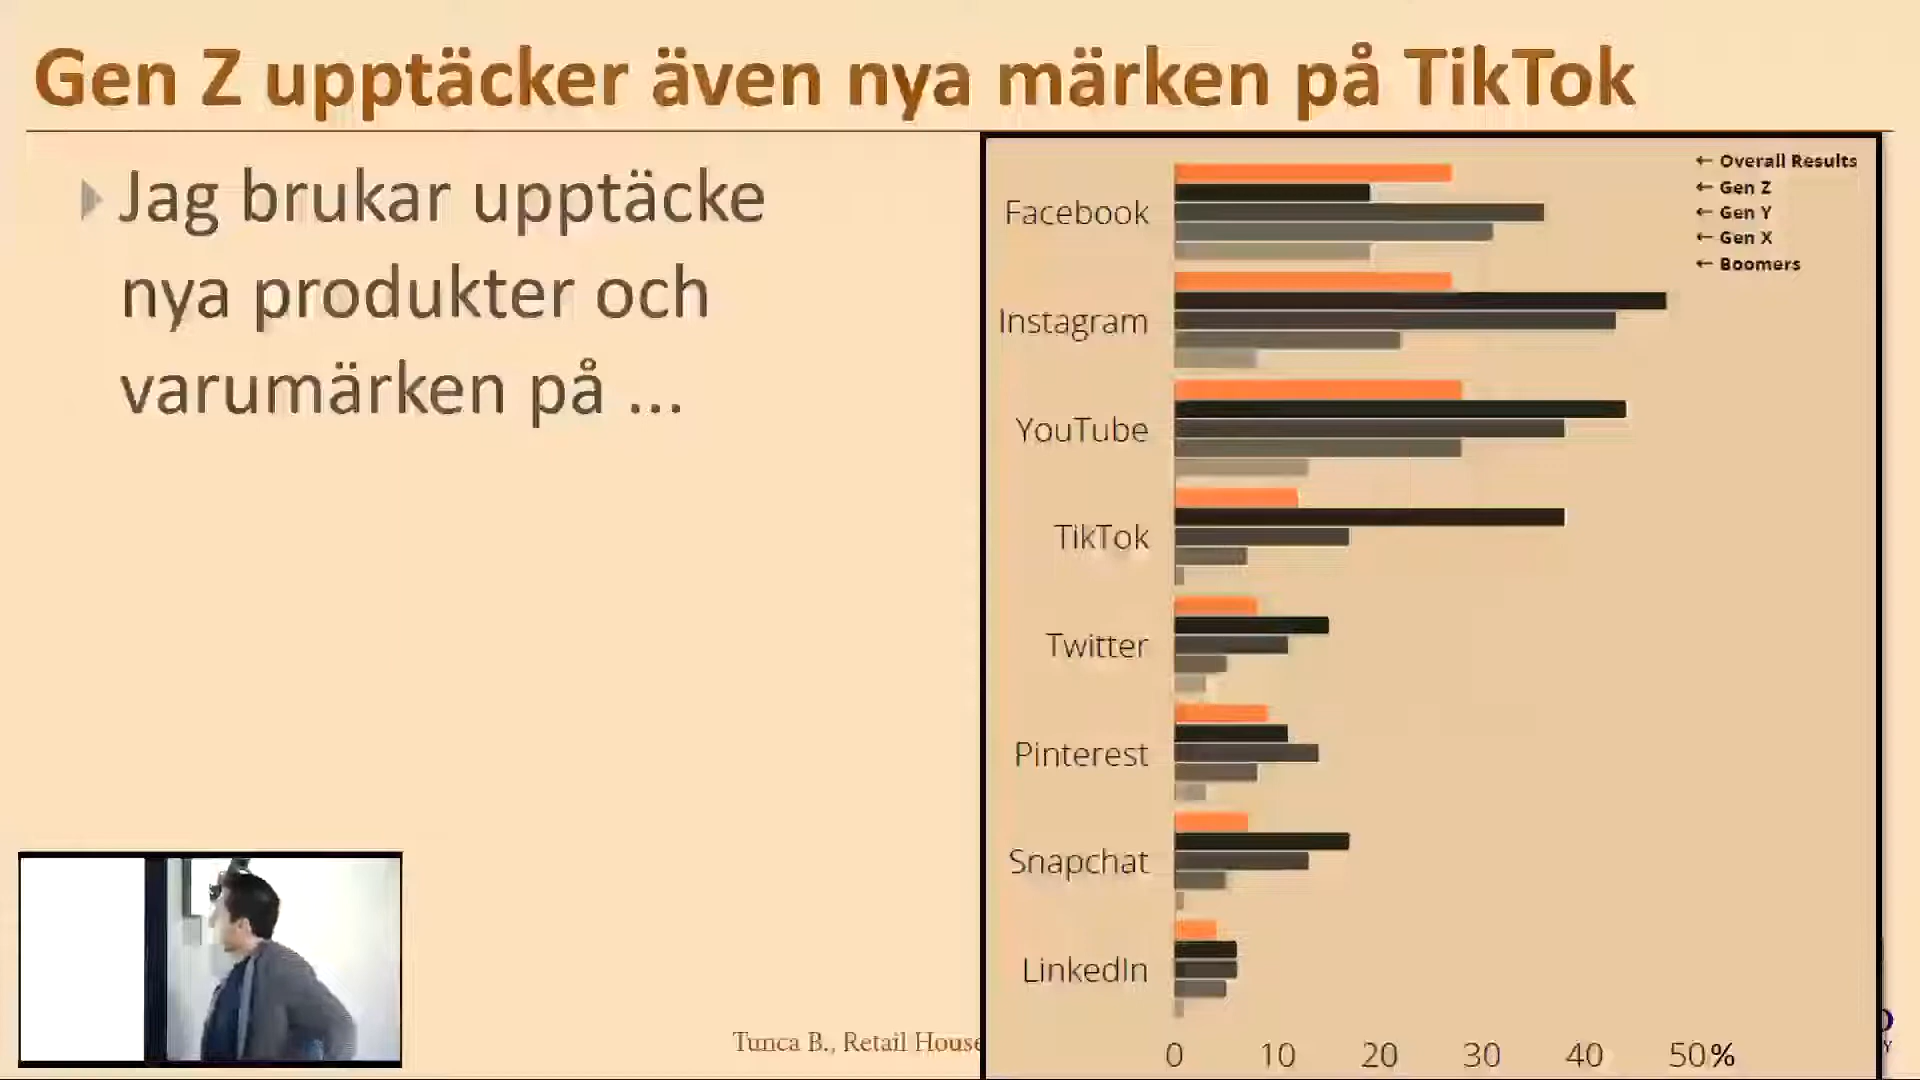 Gen Z upptäcker även nya märken på TikTok
Jag brukar upptäcke
nya produkter och
varumärken på ...
← Overall Results
← Gen Z
← Gen Y
← Gen X
← Boomers
Facebook
Instagram
YouTube
TikTok
Twitter
Pinterest
Snapchat
LinkedIn
0 10 20 30 40 50%
Tunca B., Retail House